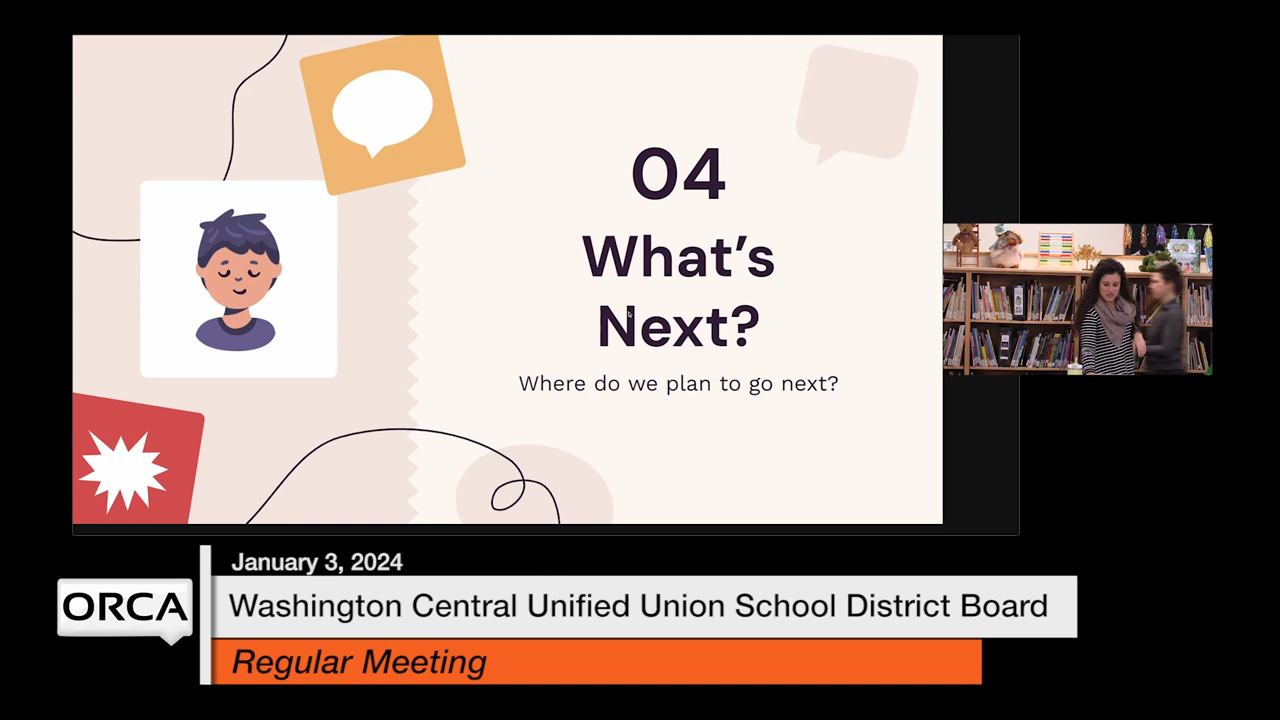 04
What's
Next?
Where do we plan to go next?
January 3, 2024
ORCA
Washington Central Unified Union School District Board
Regular Meeting